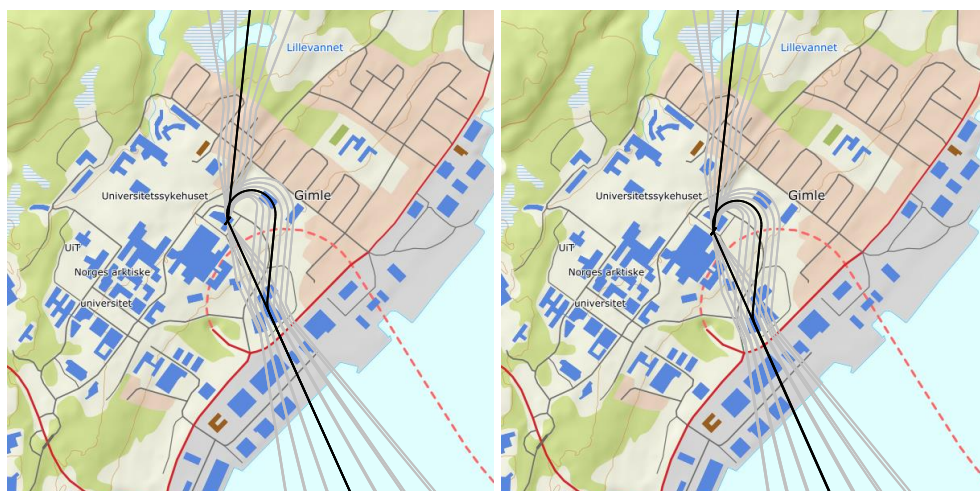 Lillevannet
Universitetssykehuset
Gimle
UiT
Norges arktiske
universitet
Lillevannet
Universitetssykehuset
Gimle
UiT
Norges arktiske
universitet